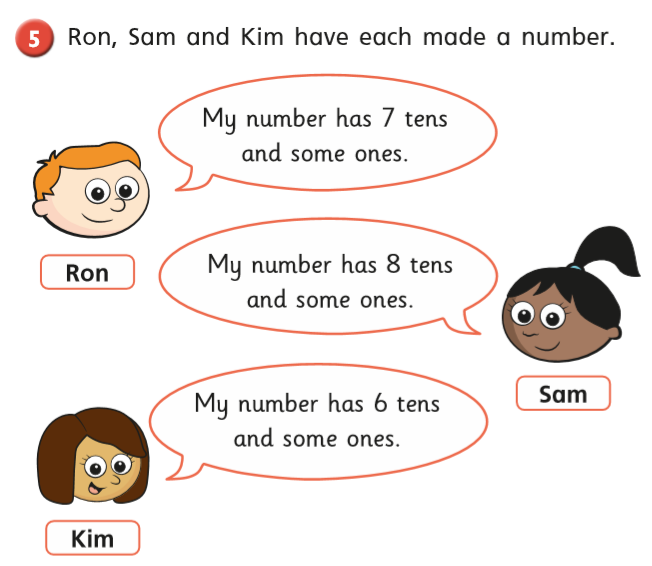 5 Ron, Sam and Kim have each made a number.
My number has 7 tens
and some ones.
Ron
My number has 8 tens
and some ones.
Sam
My number has 6 tens
and some ones.
Kim